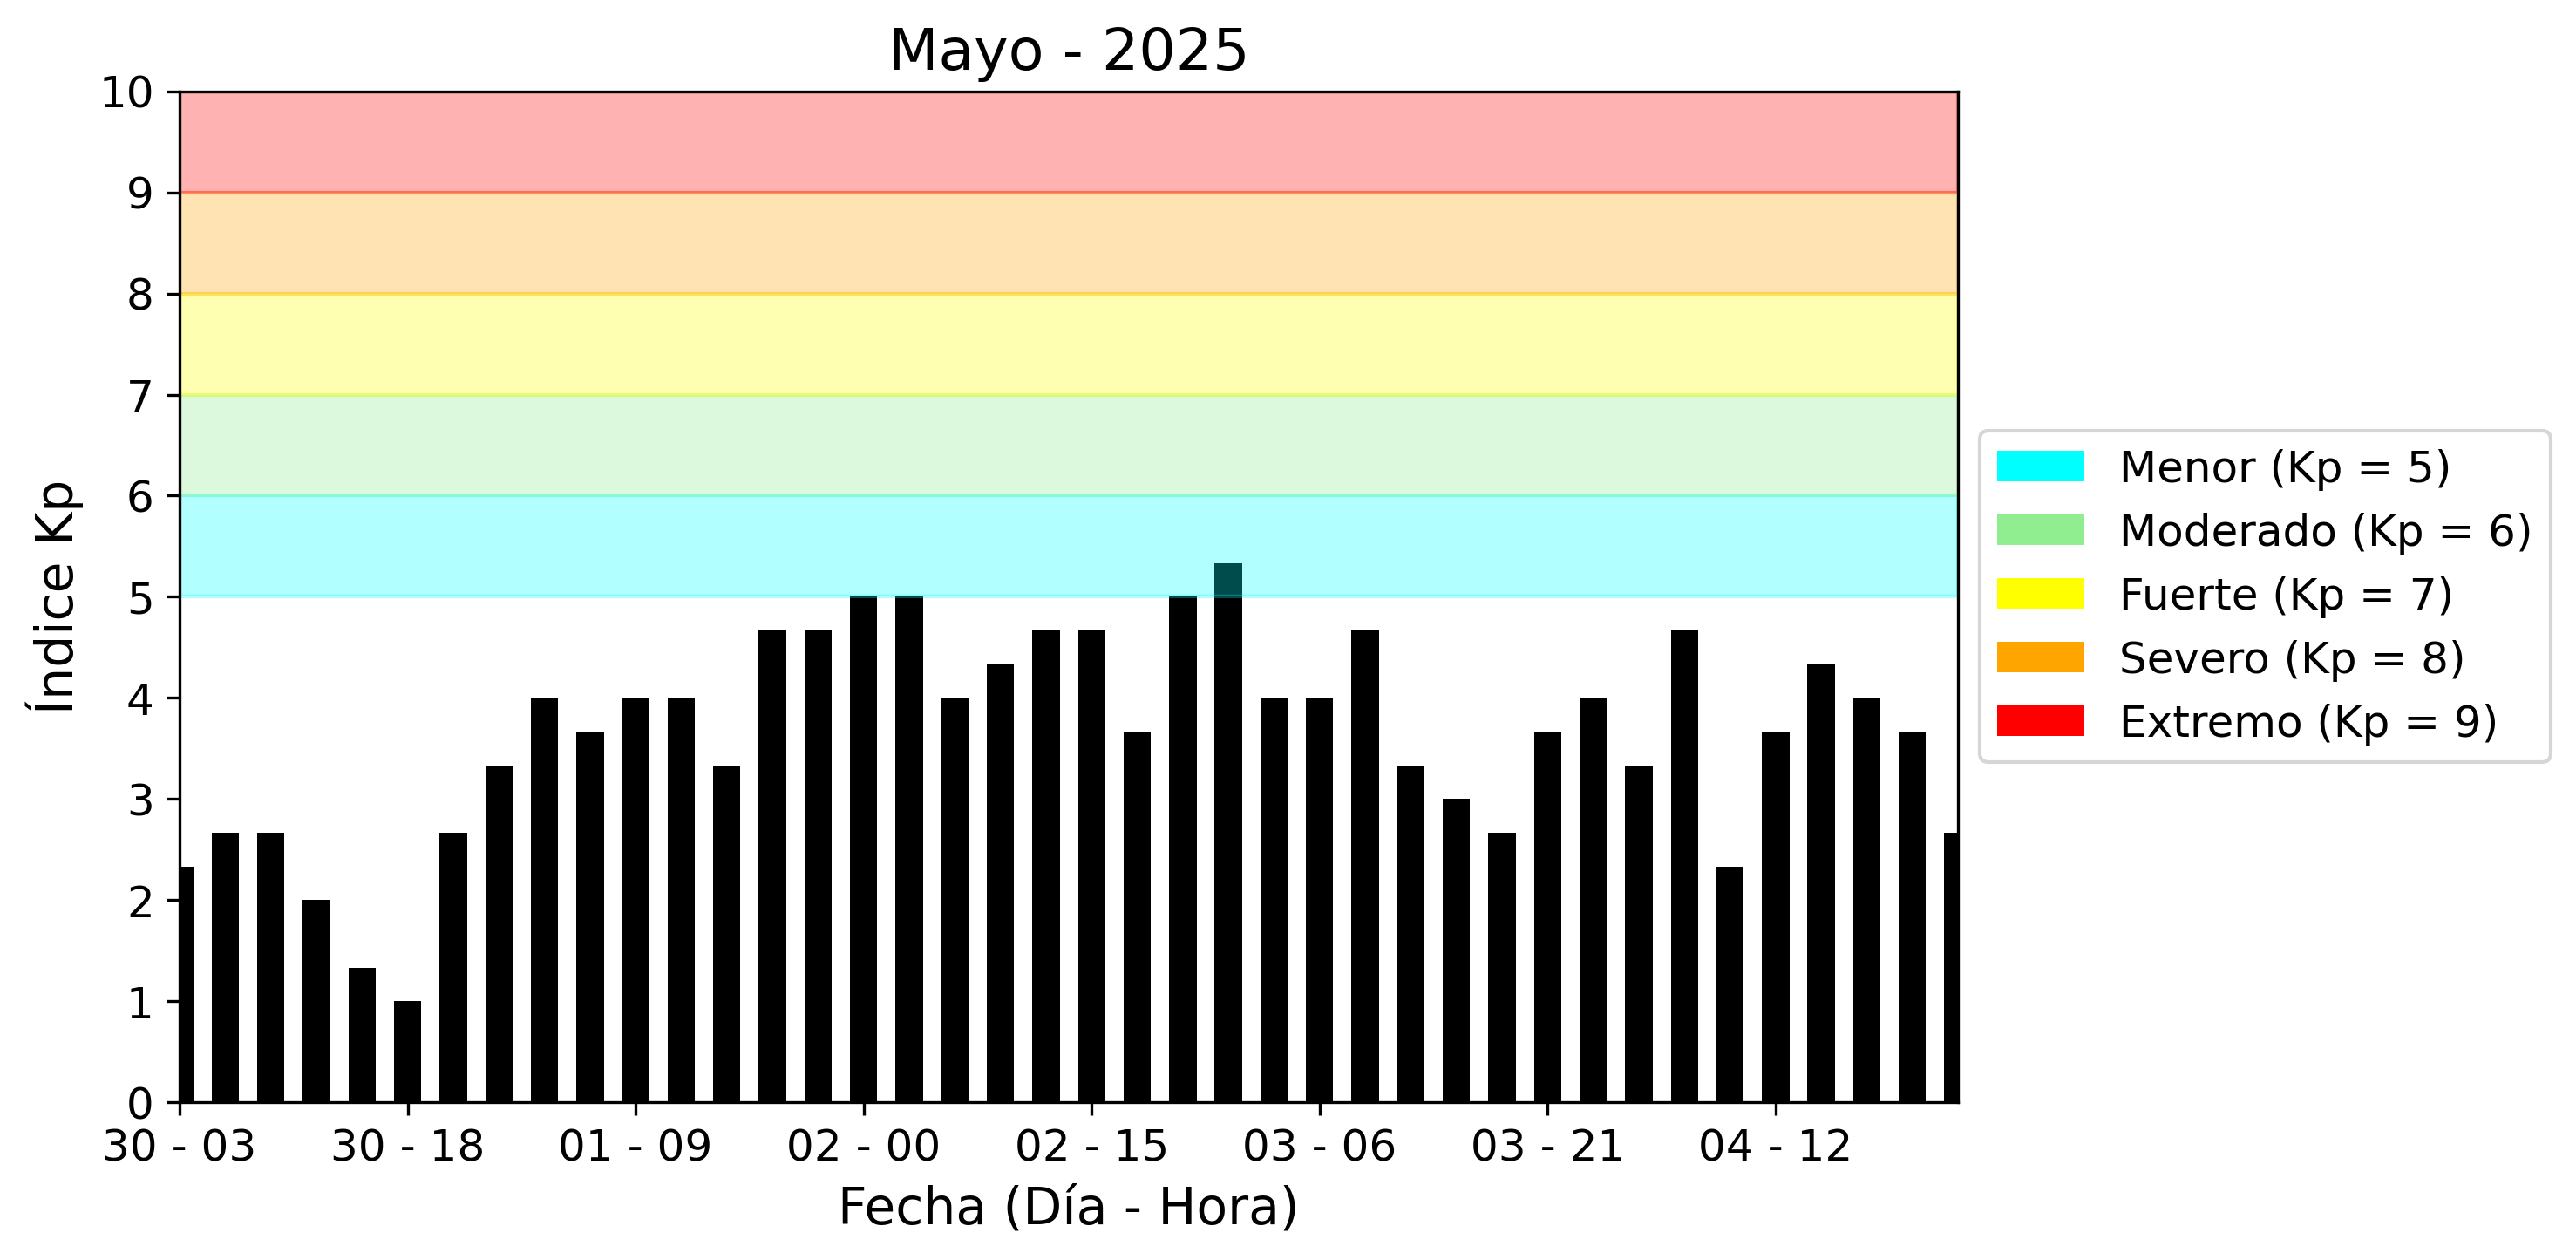 Mayo - 2025
10
9
8
7
6
5
4
3
2
1
0
Índice Kp
30 - 03 30 - 18 01 - 09 02 - 00 02 - 15 03 - 06 03 - 21 04 - 12
Fecha (Día - Hora)
Menor (Kp = 5)
Moderado (Kp = 6)
Fuerte (Kp = 7)
Severo (Kp = 8)
Extremo (Kp = 9)